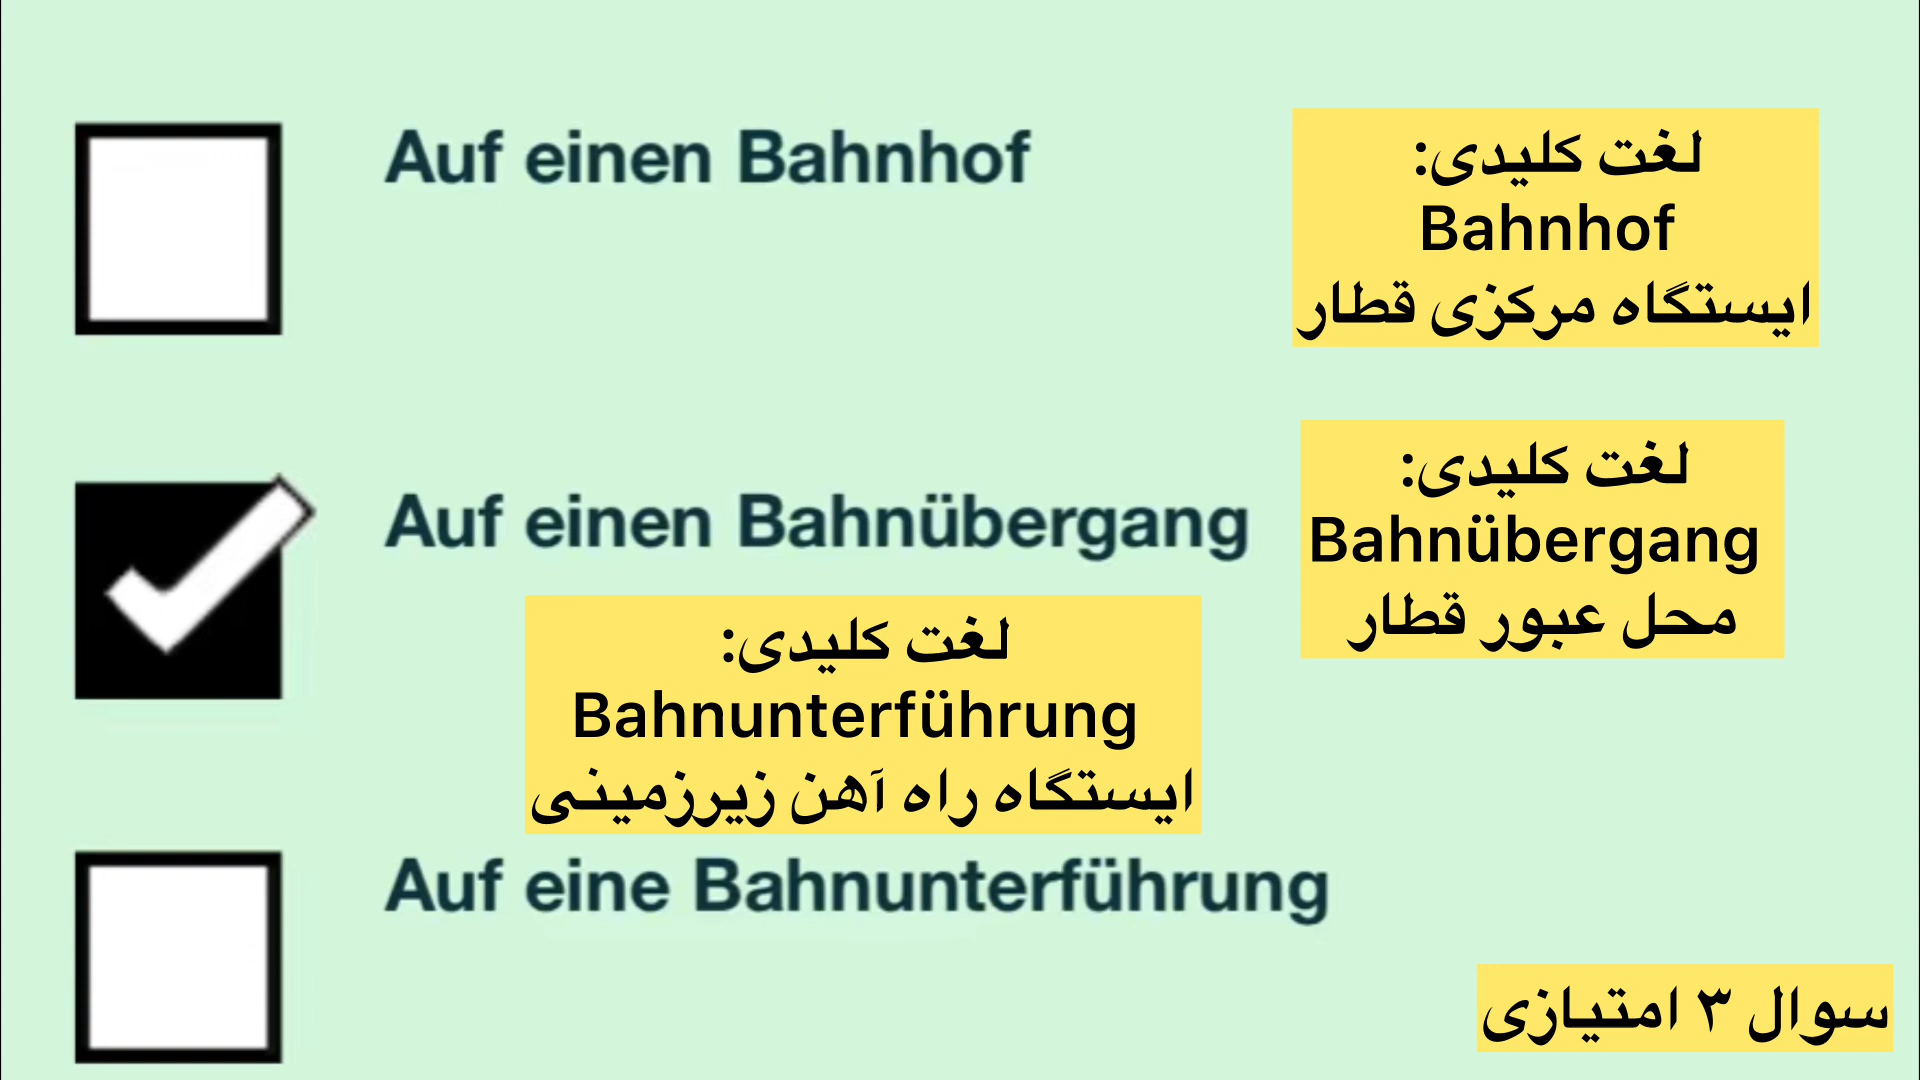 Auf einen Bahnhof
لغت کلیدی:
Bahnhof
ایستگاه مرکزی قطار
Auf einen Bahnübergang
لغت کلیدی:
Bahnübergang
محل عبور قطار
لغت کلیدی:
Bahnunterführung
ایستگاه راه آهن زیرزمینی
Auf eine Bahnunterführung
سوال ۳ امتیازی